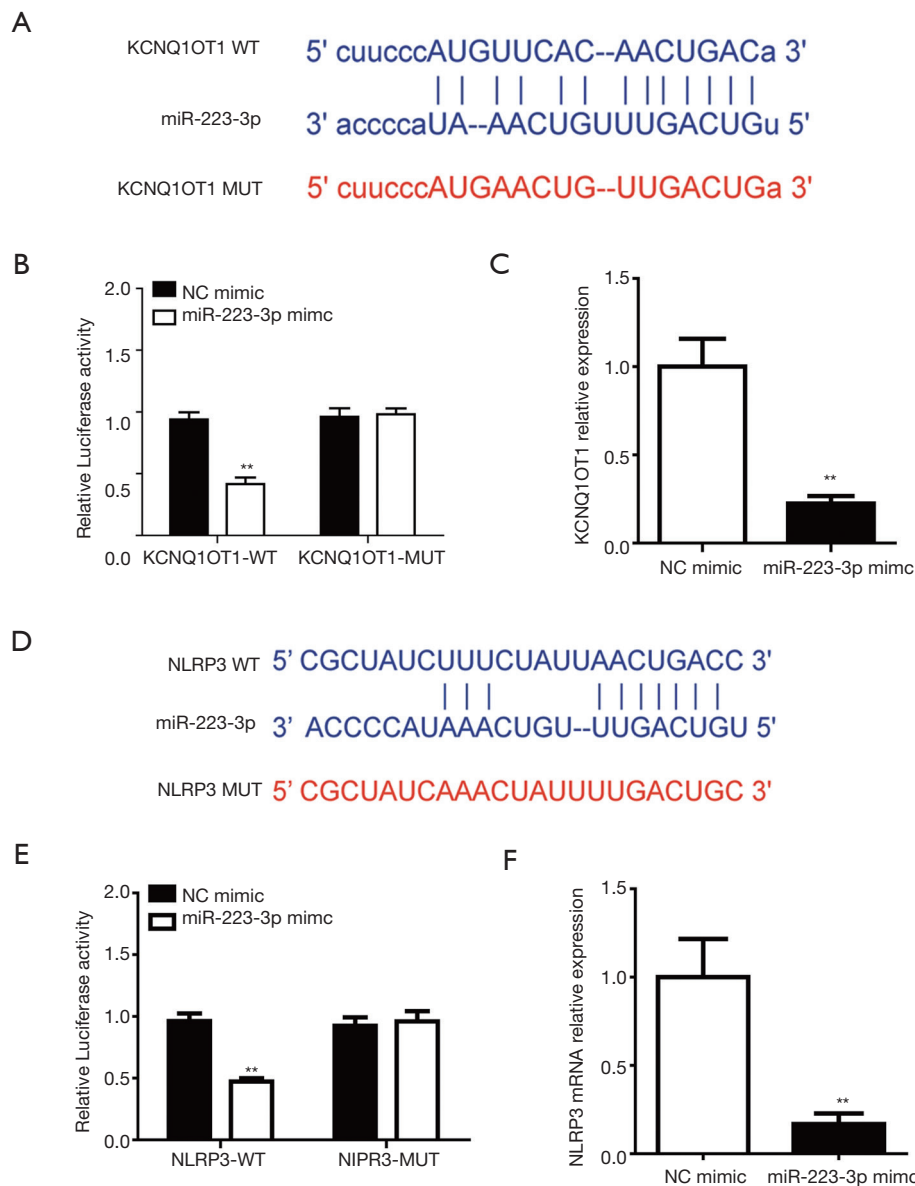 A
KCNQ1OT1 WT 5' cuucccAUGUUCAC--AACUGACa 3'
miR-223-3p 3' accccaUA--AACUGUUUGACUGu 5'
KCNQ1OT1 MUT 5' cuucccAUGAACUG--UUGACUGa 3'
B
Relative Luciferase activity
2.0
1.5
1.0
0.5
0.0
NC mimic
miR-223-3p mimc
**
KCNQ1OT1-WT KCNQ1OT1-MUT
C
KCNQ1OT1 relative expression
1.5
1.0
0.5
0.0
**
NC mimic miR-223-3p mimc
D
NLRP3 WT 5' CGCUAUCUUUCUAUUAACUGACC 3'
miR-223-3p 3' ACCCCAUAAACUGU--UUGACUGU 5'
NLRP3 MUT 5' CGCUAUCAAACUAUUUUGACUGC 3'
E
Relative Luciferase activity
2.0
1.5
1.0
0.5
0.0
NC mimic
miR-223-3p mimc
**
NLRP3-WT NIPR3-MUT
F
NLRP3 mRNA relative expression
1.5
1.0
0.5
0.0
**
NC mimic miR-223-3p mimc